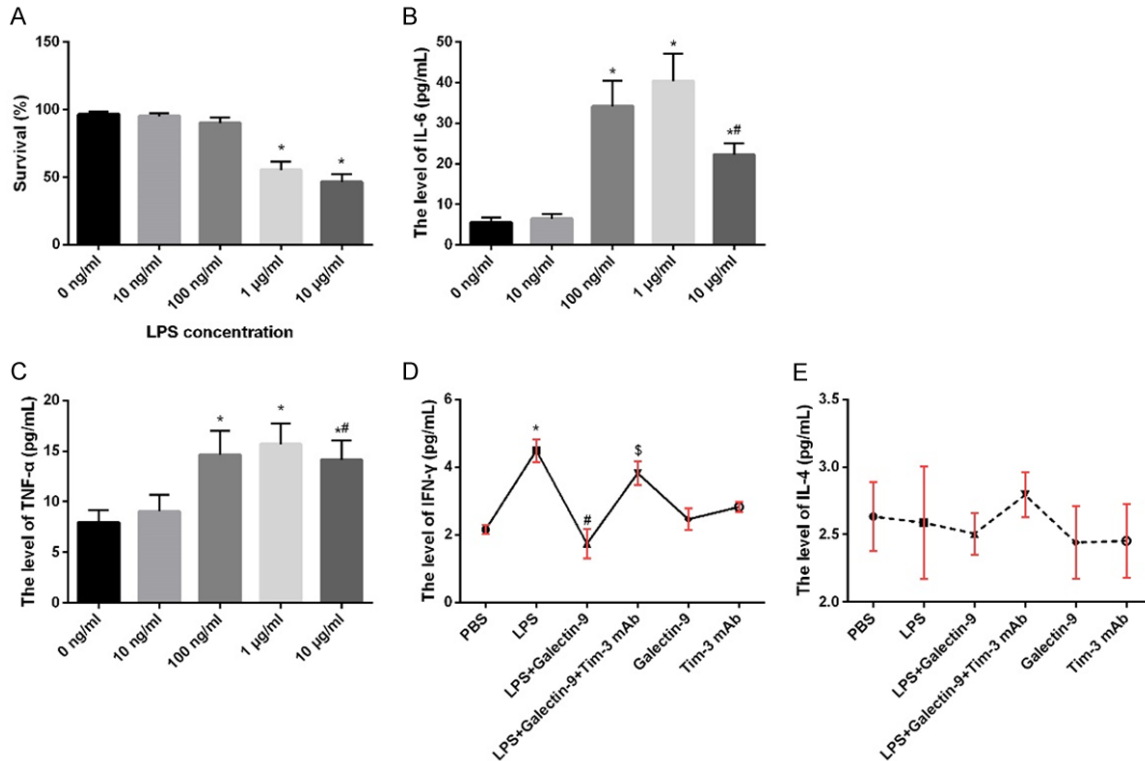 A
Survival (%)
150
100
50
0
0 ng/ml
10 ng/ml
100 ng/ml
1 µg/ml
10 µg/ml
*
*
LPS concentration
B
The level of IL-6 (pg/mL)
50
40
30
20
10
0
0 ng/ml
10 ng/ml
100 ng/ml
1 µg/ml
10 µg/ml
*
*
*#
C
The level of TNF-α (pg/mL)
20
15
10
5
0
0 ng/ml
10 ng/ml
100 ng/ml
1 µg/ml
10 µg/ml
*
*
*#
D
The level of IFN-γ (pg/mL)
6
4
2
0
*
#
$
PBS
LPS
LPS+Galectin-9
LPS+Galectin-9+Tim-3 mAb
Galectin-9
Tim-3 mAb
E
The level of IL-4 (pg/mL)
3.5
3.0
2.5
2.0
PBS
LPS
LPS+Galectin-9
LPS+Galectin-9+Tim-3 mAb
Galectin-9
Tim-3 mAb